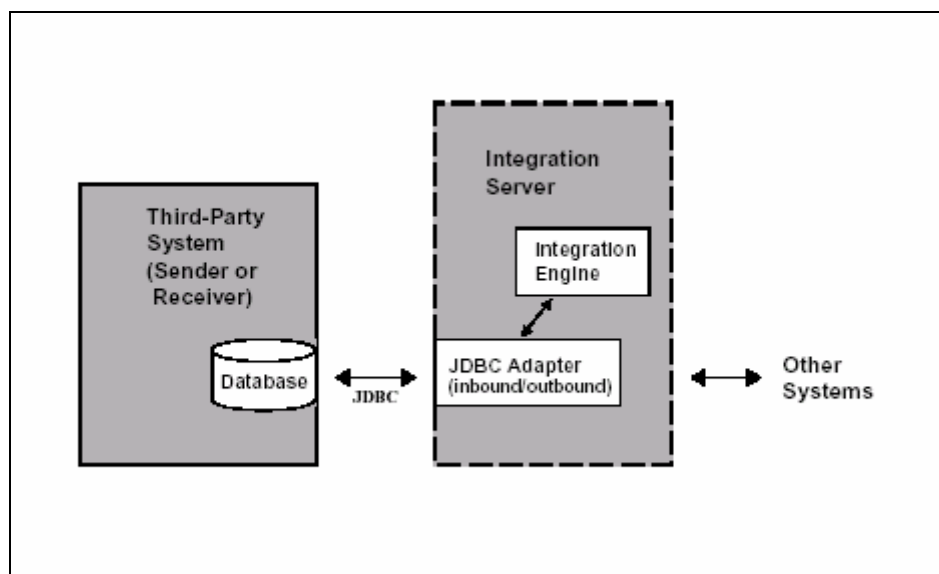 Third-Party
System
(Sender or
Receiver)
Database
JDBC
Integration
Server
Integration
Engine
JDBC Adapter
(inbound/outbound)
Other
Systems